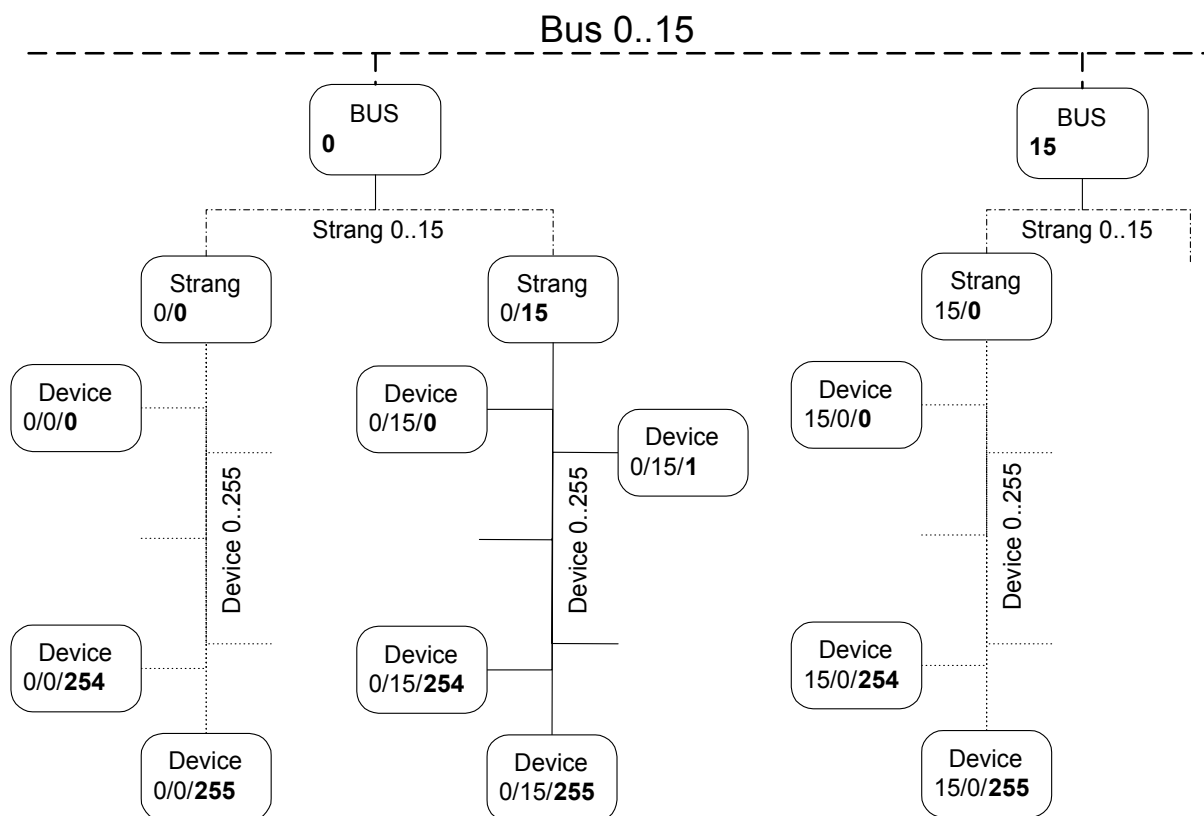 Bus 0..15
BUS
0
BUS
15
Strang 0..15
Strang 0..15
Strang
0/0
Strang
0/15
Strang
15/0
Device
0/0/0
Device
0/15/0
Device
15/0/0
Device
0/15/1
Device 0..255
Device 0..255
Device 0..255
Device
0/0/254
Device
0/15/254
Device
15/0/254
Device
0/0/255
Device
0/15/255
Device
15/0/255